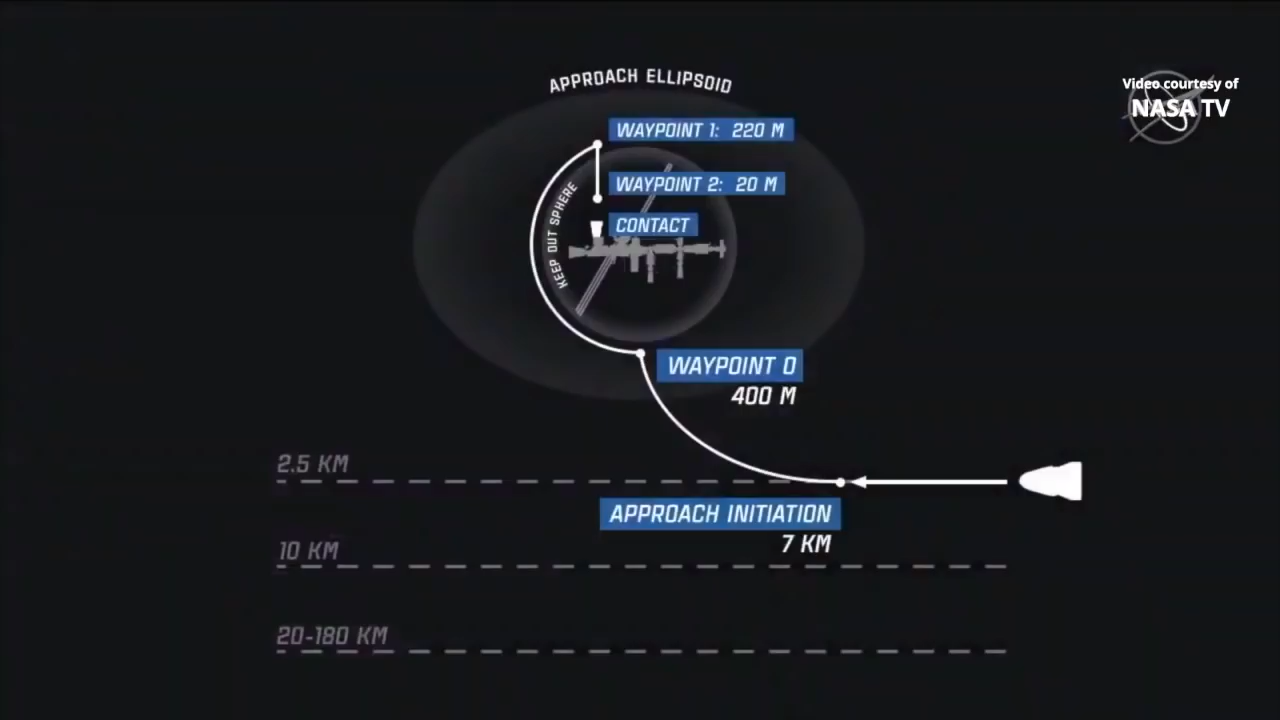 APPROACH ELLIPSOID
Video courtesy of
NASA TV
WAYPOINT 1: 220 M
WAYPOINT 2: 20 M
KEEP OUT SPHERE
CONTACT
WAYPOINT 0
400 M
2.5 KM
APPROACH INITIATION
7 KM
10 KM
20-180 KM